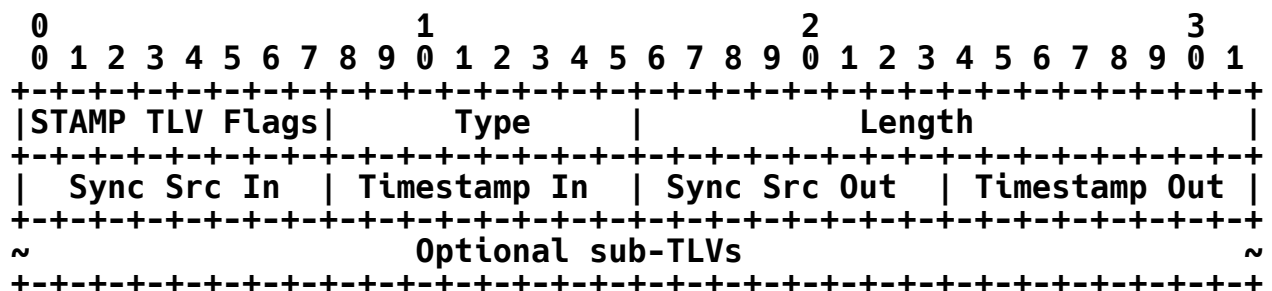 0                   1                   2                   3
 0 1 2 3 4 5 6 7 8 9 0 1 2 3 4 5 6 7 8 9 0 1 2 3 4 5 6 7 8 9 0 1
+-+-+-+-+-+-+-+-+-+-+-+-+-+-+-+-+-+-+-+-+-+-+-+-+-+-+-+-+-+-+-+-+
|STAMP TLV Flags|      Type     |           Length              |
+-+-+-+-+-+-+-+-+-+-+-+-+-+-+-+-+-+-+-+-+-+-+-+-+-+-+-+-+-+-+-+-+
|  Sync Src In  | Timestamp In  | Sync Src Out  | Timestamp Out |
+-+-+-+-+-+-+-+-+-+-+-+-+-+-+-+-+-+-+-+-+-+-+-+-+-+-+-+-+-+-+-+-+
~                    Optional sub-TLVs                          ~
+-+-+-+-+-+-+-+-+-+-+-+-+-+-+-+-+-+-+-+-+-+-+-+-+-+-+-+-+-+-+-+-+